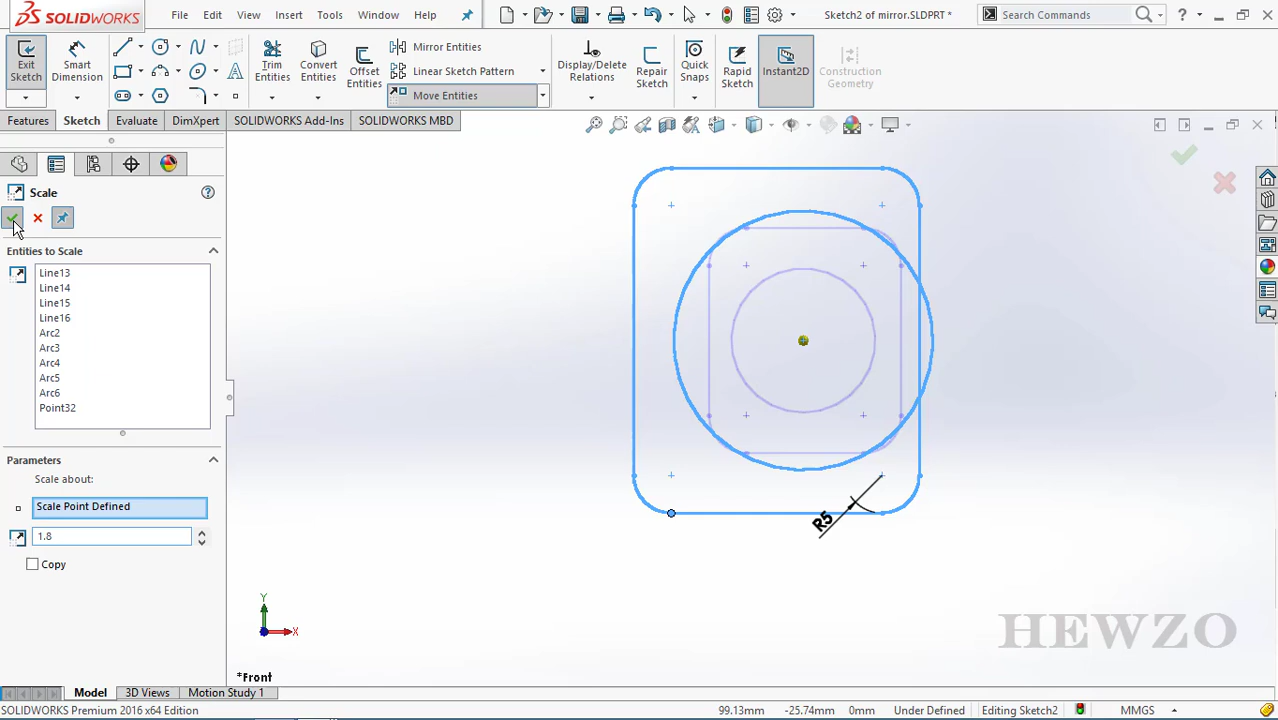 SOLIDWORKS
File
Edit
View
Insert
Tools
Window
Help
Sketch2 of mirror.SLDPRT *
Search Commands
?
Exit Sketch
Smart Dimension
Trim Entities
Convert Entities
Offset Entities
Mirror Entities
Linear Sketch Pattern
Move Entities
Display/Delete Relations
Repair Sketch
Quick Snaps
Rapid Sketch
Instant2D
Construction Geometry
Features
Sketch
Evaluate
DimXpert
SOLIDWORKS Add-Ins
SOLIDWORKS MBD
Scale
?
Entities to Scale
Line13
Line14
Line15
Line16
Arc2
Arc3
Arc4
Arc5
Arc6
Point32
Parameters
Scale about:
Scale Point Defined
1.8
Copy
R5
Y
X
*Front
HEWZO
Model
3D Views
Motion Study 1
SOLIDWORKS Premium 2016 x64 Edition
99.13mm
-25.74mm
0mm
Under Defined
Editing Sketch2
MMGS